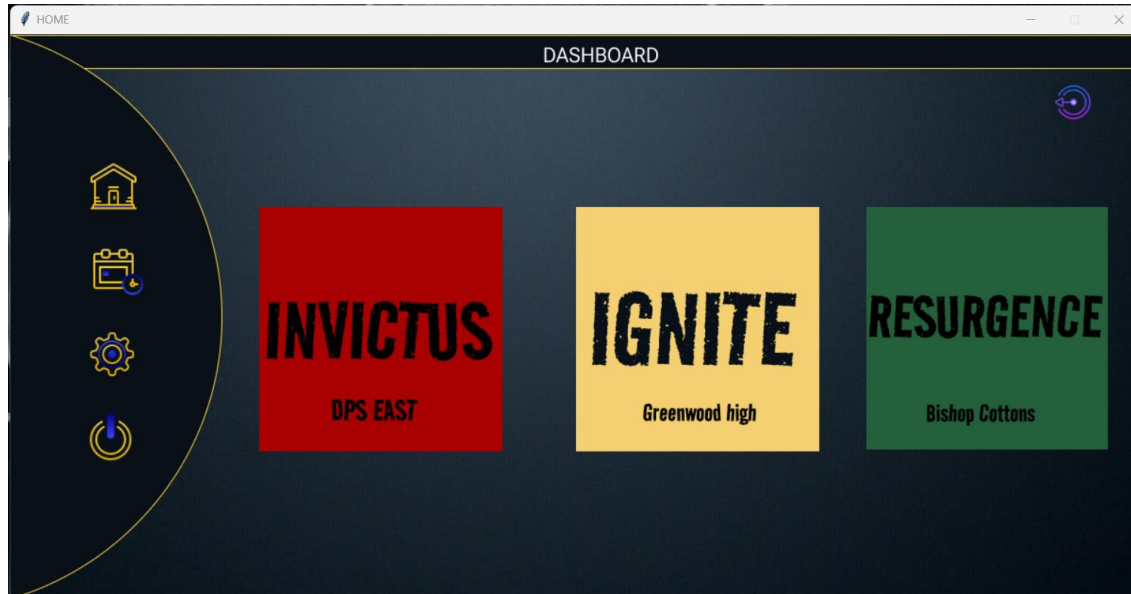 HOME
DASHBOARD
INVICTUS
DPS EAST
IGNITE
Greenwood high
RESURGENCE
Bishop Cottons